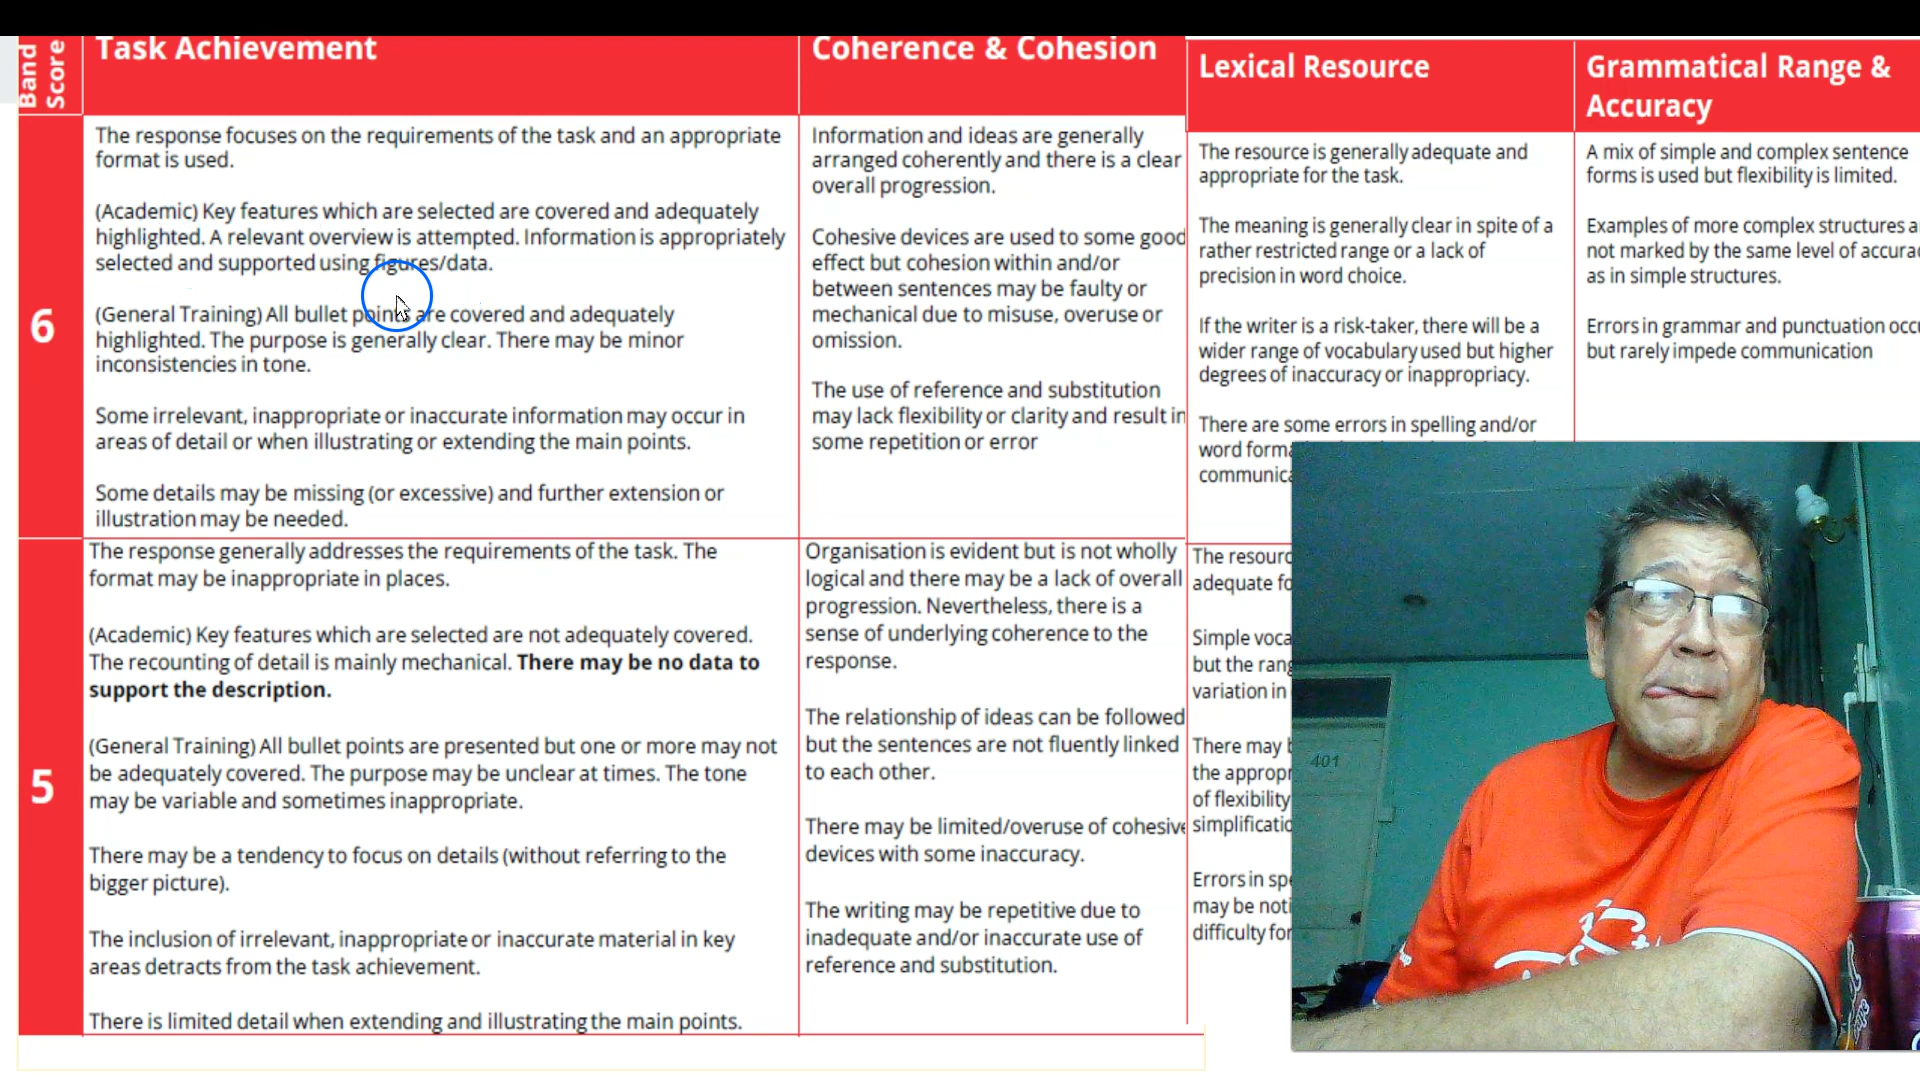 Band
Score
Task Achievement
Coherence & Cohesion
Lexical Resource
Grammatical Range &
Accuracy
6
The response focuses on the requirements of the task and an appropriate
format is used.
(Academic) Key features which are selected are covered and adequately
highlighted. A relevant overview is attempted. Information is appropriately
selected and supported using figures/data.
(General Training) All bullet points are covered and adequately
highlighted. The purpose is generally clear. There may be minor
inconsistencies in tone.
Some irrelevant, inappropriate or inaccurate information may occur in
areas of detail or when illustrating or extending the main points.
Some details may be missing (or excessive) and further extension or
illustration may be needed.
Information and ideas are generally
arranged coherently and there is a clear
overall progression.
Cohesive devices are used to some good
effect but cohesion within and/or
between sentences may be faulty or
mechanical due to misuse, overuse or
omission.
The use of reference and substitution
may lack flexibility or clarity and result in
some repetition or error
The resource is generally adequate and
appropriate for the task.
The meaning is generally clear in spite of a
rather restricted range or a lack of
precision in word choice.
If the writer is a risk-taker, there will be a
wider range of vocabulary used but higher
degrees of inaccuracy or inappropriacy.
There are some errors in spelling and/or
word forma
communica
A mix of simple and complex sentence
forms is used but flexibility is limited.
Examples of more complex structures a
not marked by the same level of accura
as in simple structures.
Errors in grammar and punctuation occu
but rarely impede communication
5
The response generally addresses the requirements of the task. The
format may be inappropriate in places.
(Academic) Key features which are selected are not adequately covered.
The recounting of detail is mainly mechanical. There may be no data to
support the description.
(General Training) All bullet points are presented but one or more may not
be adequately covered. The purpose may be unclear at times. The tone
may be variable and sometimes inappropriate.
There may be a tendency to focus on details (without referring to the
bigger picture).
The inclusion of irrelevant, inappropriate or inaccurate material in key
areas detracts from the task achievement.
There is limited detail when extending and illustrating the main points.
Organisation is evident but is not wholly
logical and there may be a lack of overall
progression. Nevertheless, there is a
sense of underlying coherence to the
response.
The relationship of ideas can be followed
but the sentences are not fluently linked
to each other.
There may be limited/overuse of cohesive
devices with some inaccuracy.
The writing may be repetitive due to
inadequate and/or inaccurate use of
reference and substitution.
The resourc
adequate fo
Simple voca
but the rang
variation in
There may b
the appropr
of flexibility
simplificatio
Errors in spe
may be noti
difficulty for
401